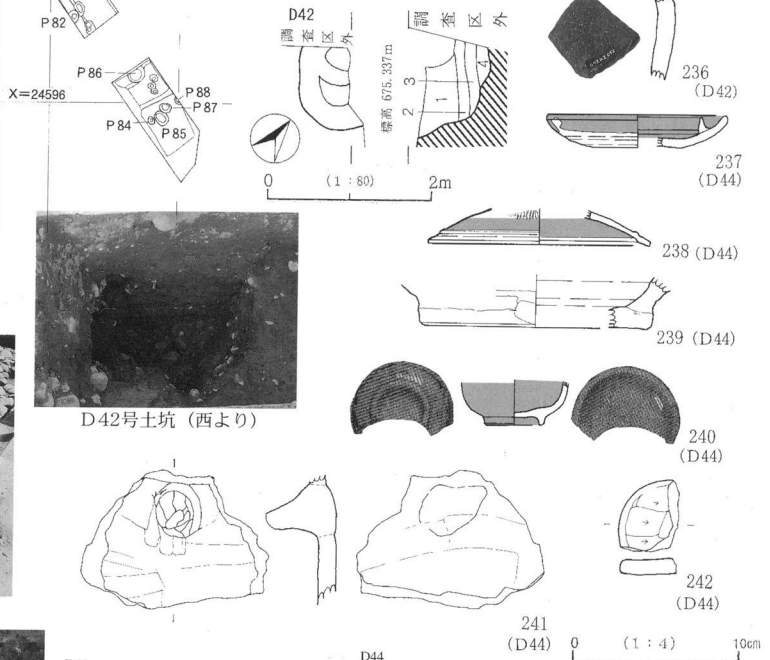 P82
P86
X=24596
P88
P87
P84
P85
D42
調査区外
調査区外
標高 675.337m
3
4
1
2
0
(1:80)
2m
236
(D42)
237
(D44)
238 (D44)
239 (D44)
D42号土坑 (西より)
240
(D44)
241
(D44)
242
(D44)
0
(1:4)
10cm
D44